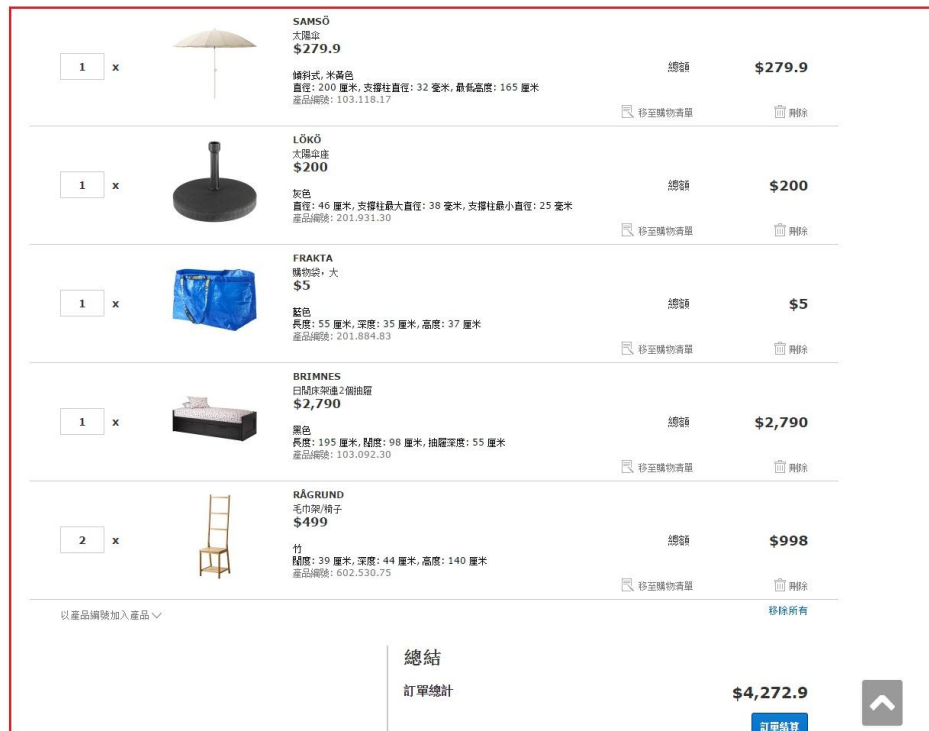 SAMSÖ
太陽傘
$279.9
1 x
傾斜式, 米黃色
直徑: 200 厘米, 支撐柱直徑: 32 毫米, 最低高度: 165 厘米
產品編號: 103.118.17
總額 $279.9
移至購物清單 刪除
LÖKÖ
太陽傘座
$200
1 x
灰色
直徑: 46 厘米, 支撐柱最大直徑: 38 毫米, 支撐柱最小直徑: 25 毫米
產品編號: 201.931.30
總額 $200
移至購物清單 刪除
FRAKTA
購物袋，大
$5
1 x
藍色
長度: 55 厘米, 深度: 35 厘米, 高度: 37 厘米
產品編號: 201.884.83
總額 $5
移至購物清單 刪除
BRIMNES
日間床架連2個抽屜
$2,790
1 x
黑色
長度: 195 厘米, 闊度: 98 厘米, 抽屜深度: 55 厘米
產品編號: 103.092.30
總額 $2,790
移至購物清單 刪除
RÅGRUND
毛巾架/椅子
$499
2 x
竹
闊度: 39 厘米, 深度: 44 厘米, 高度: 140 厘米
產品編號: 602.530.75
總額 $998
移至購物清單 刪除
以產品編號加入產品
移除所有
總結
訂單總計 $4,272.9
訂單結算